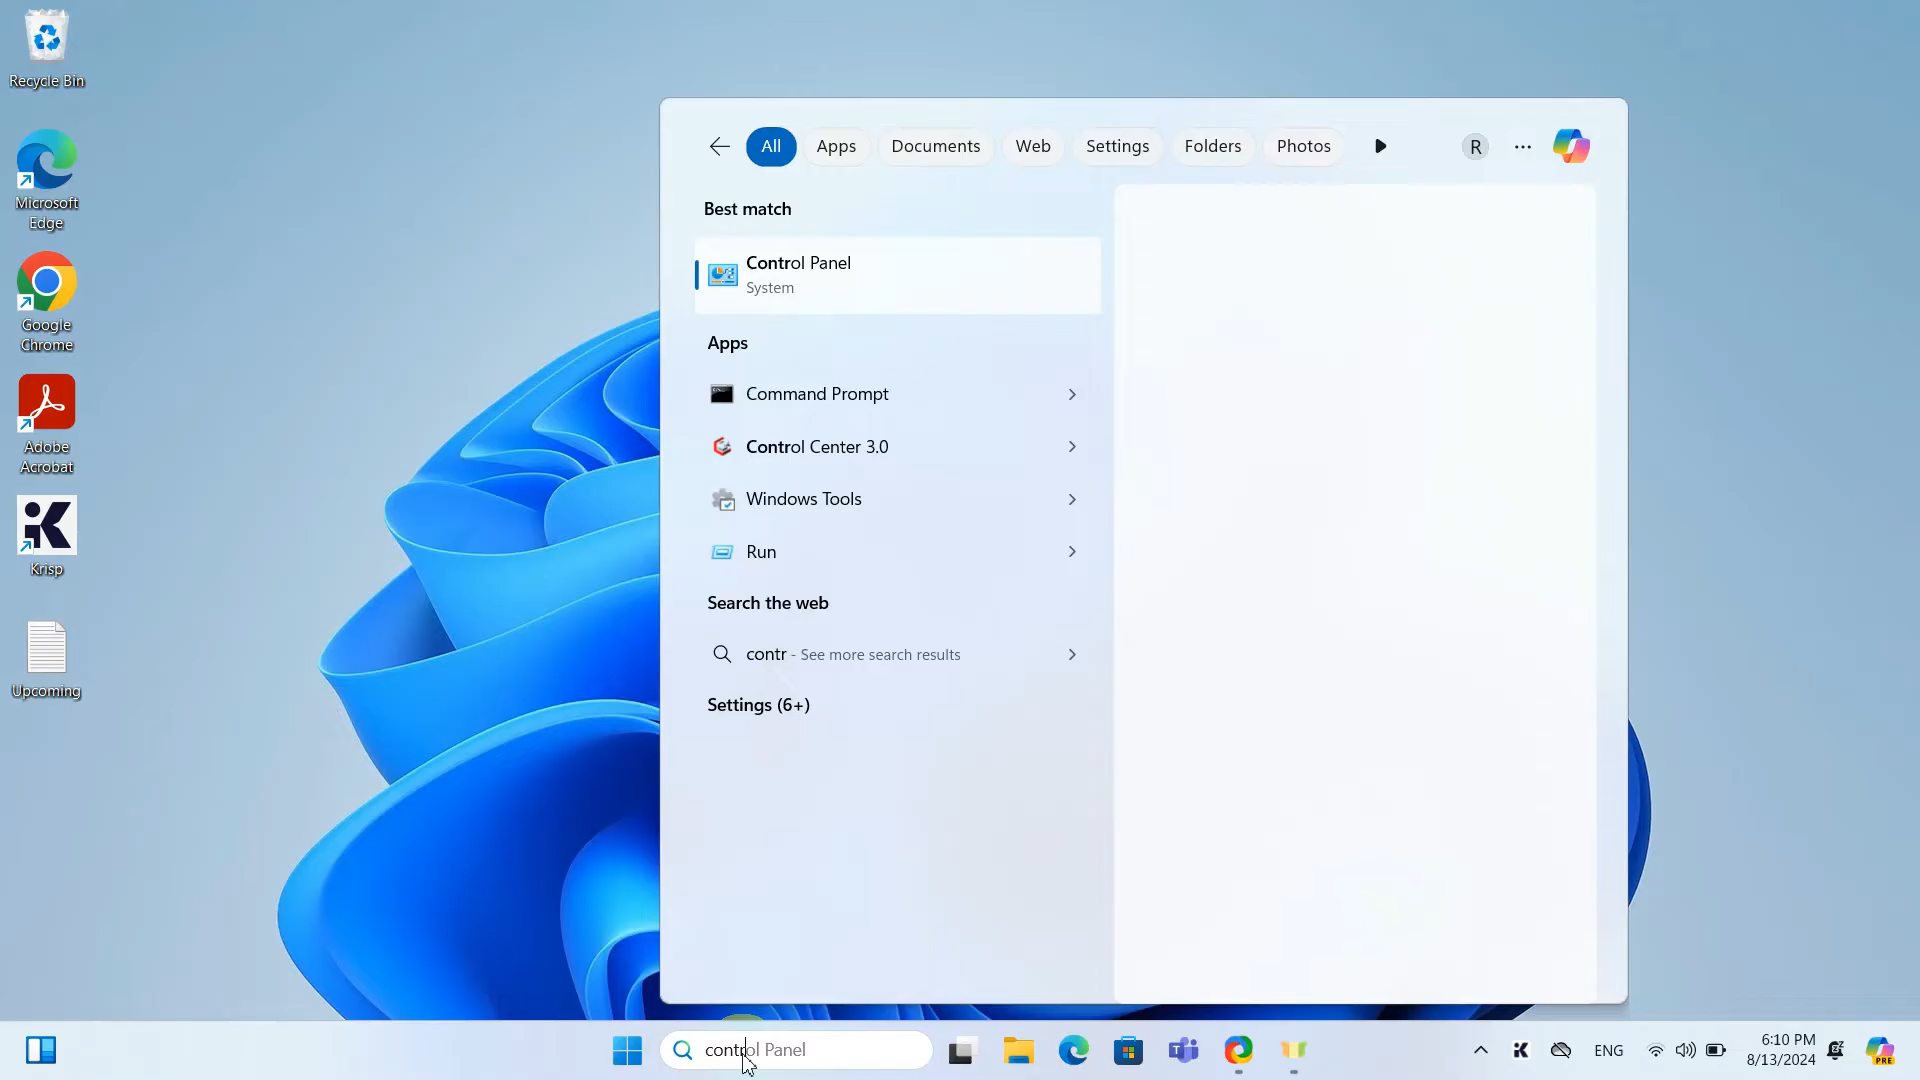 Recycle Bin
Microsoft
Edge
Google
Chrome
Adobe
Acrobat
Krisp
Upcoming
All
Apps
Documents
Web
Settings
Folders
Photos
R
Best match
Control Panel
System
Apps
Command Prompt
Control Center 3.0
Windows Tools
Run
Search the web
contr - See more search results
Settings (6+)
control Panel
ENG
6:10 PM
8/13/2024
PRE